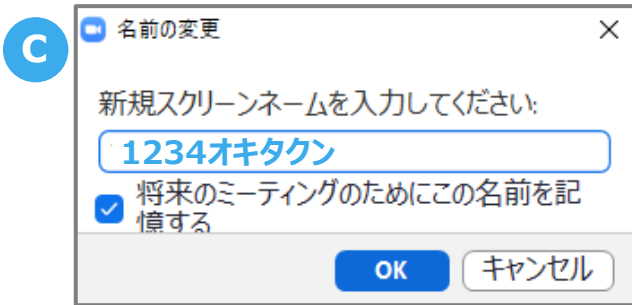 C
名前の変更
新規スクリーンネームを入力してください:
1234オキタクン
将来のミーティングのためにこの名前を記
憶する
OK キャンセル